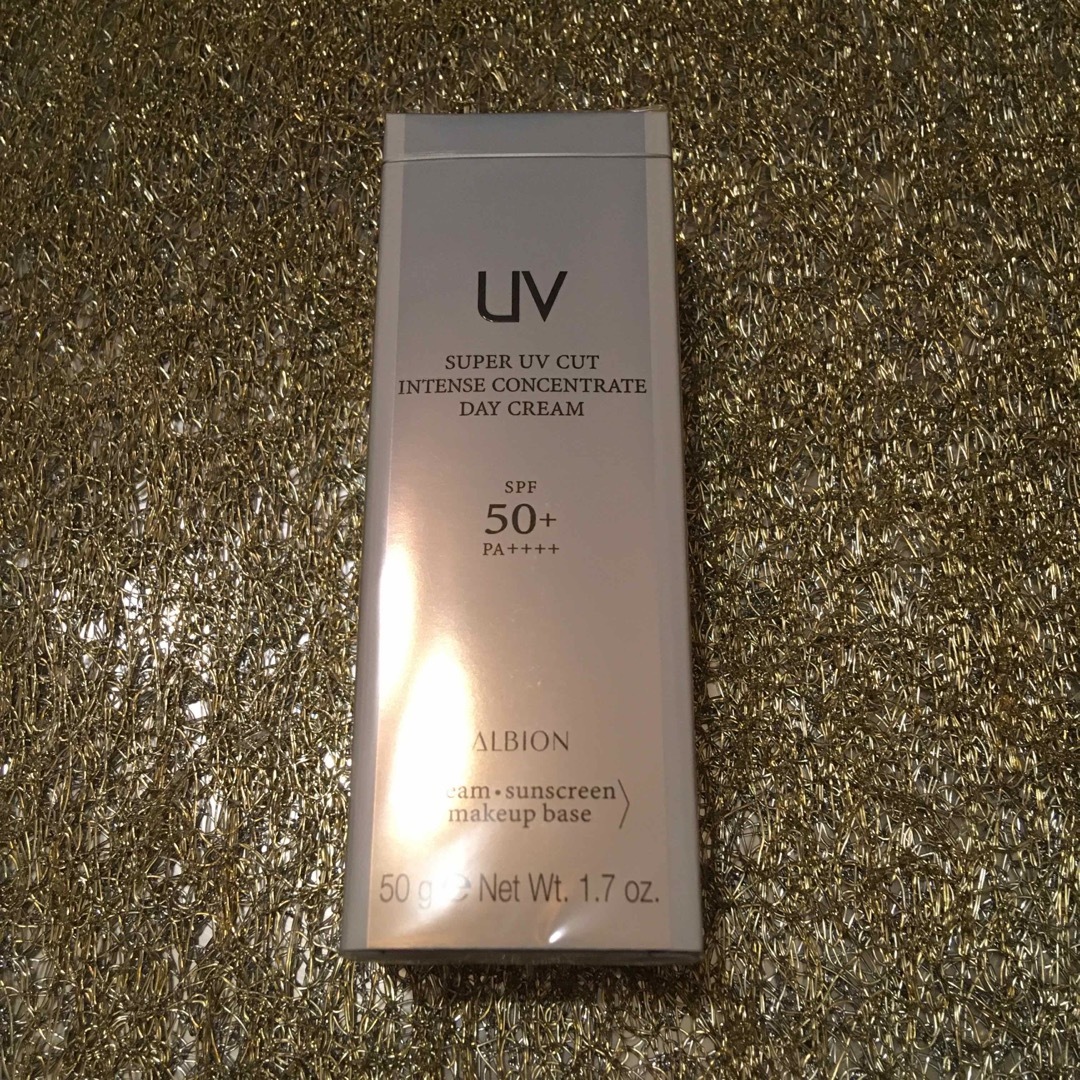 UV
SUPER UV CUT
INTENSE CONCENTRATE
DAY CREAM
SPF
50+
PA++++
ALBION
sunscreen
makeup base
50 g ℮ Net Wt. 1.7 oz.